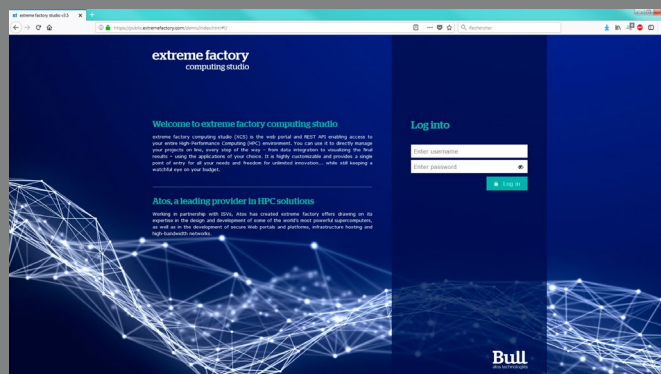 extreme factory studio v3.5
https://public.extremefactory.com/demo/index.html#!/
Rechercher
extreme factory
computing studio
Welcome to extreme factory computing studio
extreme factory computing studio (XCS) is the web portal and REST API enabling access to
your entire High-Performance Computing (HPC) environment. You can use it to directly manage
your projects on line, every step of the way - from data integration to visualizing the final
results - using the applications of your choice. It is highly customizable and provides a single
point of entry for all your needs and freedom for unlimited innovation... while still keeping a
watchful eye on your budget.
Atos, a leading provider in HPC solutions
Working in partnership with ISVs, Atos has created extreme factory offers drawing on its
expertise in the design and development of some of the world's most powerful supercomputers,
as well as in the development of secure Web portals and platforms, infrastructure hosting and
high-bandwidth networks.
Log into
Enter username
Enter password
Log in
Bull
atos technologies